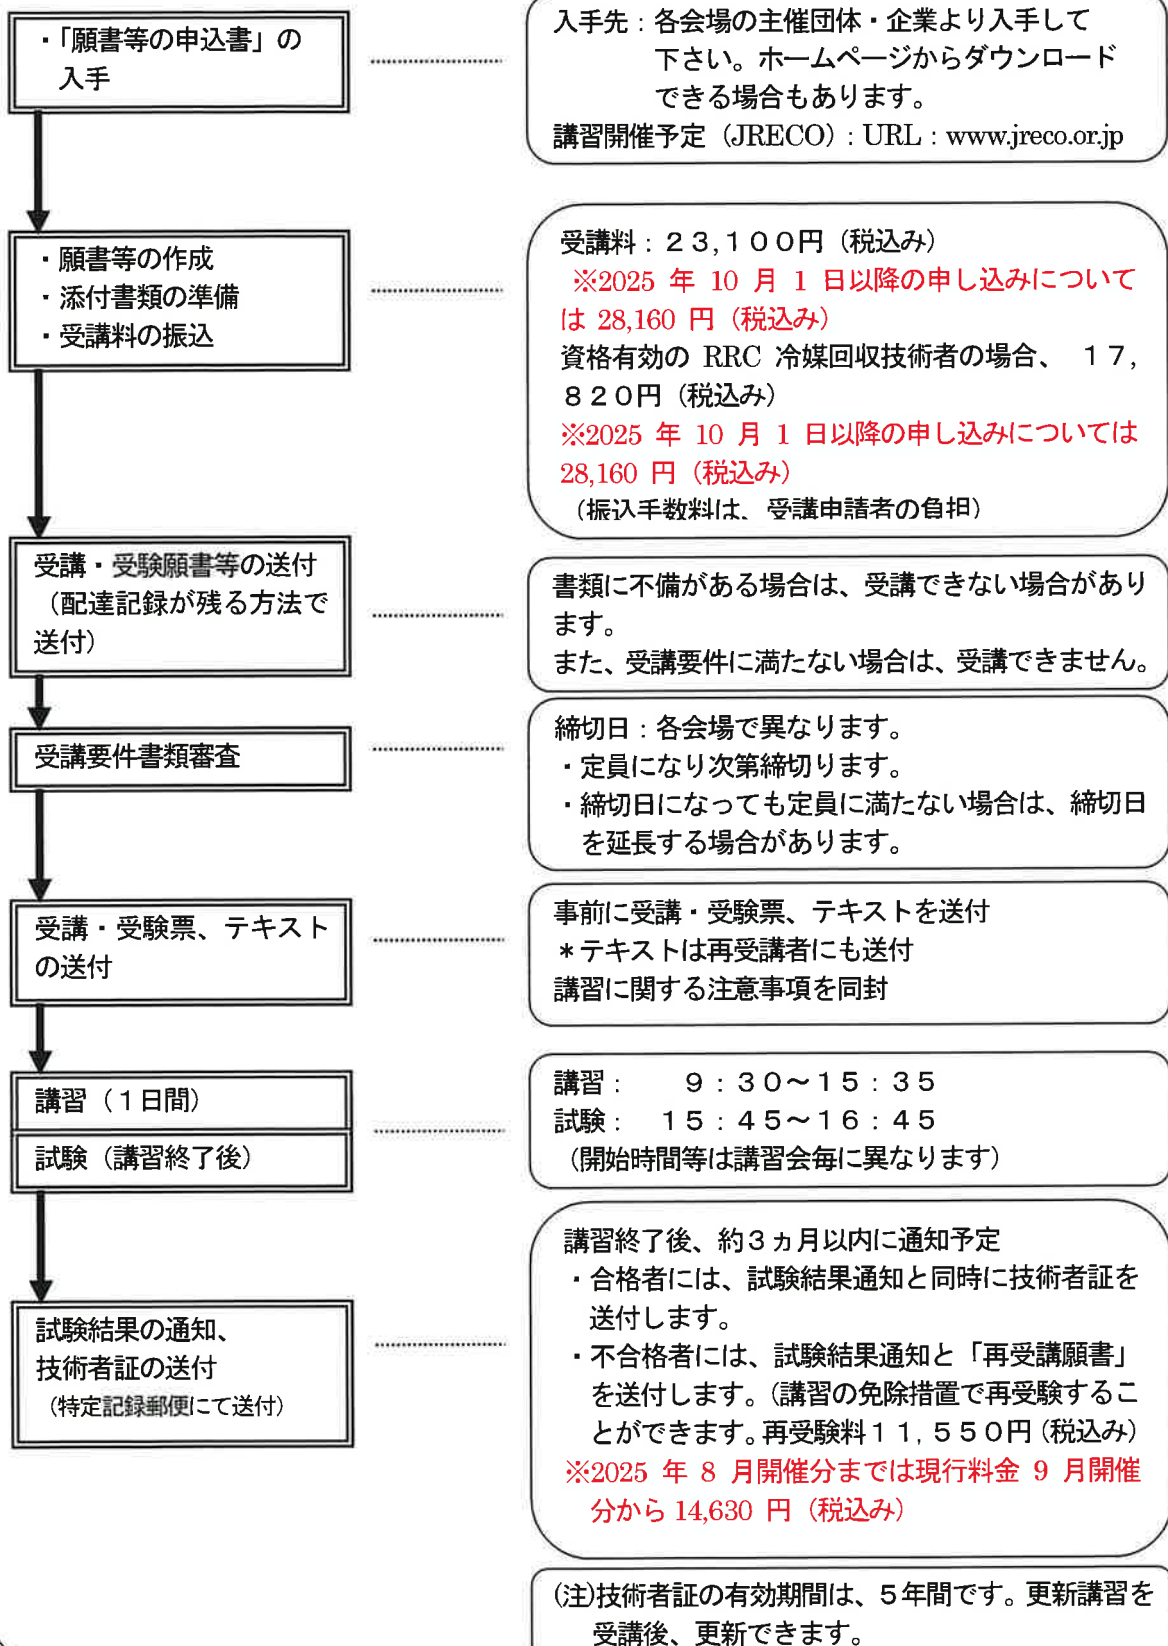 ・「願書等の申込書」の
入手
入手先：各会場の主催団体・企業より入手して
下さい。ホームページからダウンロード
できる場合もあります。
講習開催予定（JRECO）：URL：www.jreco.or.jp
・願書等の作成
・添付書類の準備
・受講料の振込
受講料：２３,１００円（税込み）
※2025 年 10 月 1 日以降の申し込みについて
は 28,160 円（税込み）
資格有効の RRC 冷媒回収技術者の場合、 １７,
８２０円（税込み）
※2025 年 10 月 1 日以降の申し込みについては
28,160 円（税込み）
（振込手数料は、受講申請者の負担）
受講・受験願書等の送付
（配達記録が残る方法で
送付）
書類に不備がある場合は、受講できない場合があり
ます。
また、受講要件に満たない場合は、受講できません。
受講要件書類審査
締切日：各会場で異なります。
・定員になり次第締切ります。
・締切日になっても定員に満たない場合は、締切日
を延長する場合があります。
受講・受験票、テキスト
の送付
事前に受講・受験票、テキストを送付
＊テキストは再受講者にも送付
講習に関する注意事項を同封
講習（１日間）
試験（講習終了後）
講習： ９：３０～１５：３５
試験： １５：４５～１６：４５
（開始時間等は講習会毎に異なります）
試験結果の通知、
技術者証の送付
（特定記録郵便にて送付）
講習終了後、約３ヵ月以内に通知予定
・合格者には、試験結果通知と同時に技術者証を
送付します。
・不合格者には、試験結果通知と「再受講願書」
を送付します。（講習の免除措置で再受験するこ
とができます。再受験料１１,５５０円（税込み）
※2025 年 8 月開催分までは現行料金 9 月開催
分から 14,630 円（税込み）
(注)技術者証の有効期間は、５年間です。更新講習を
受講後、更新できます。